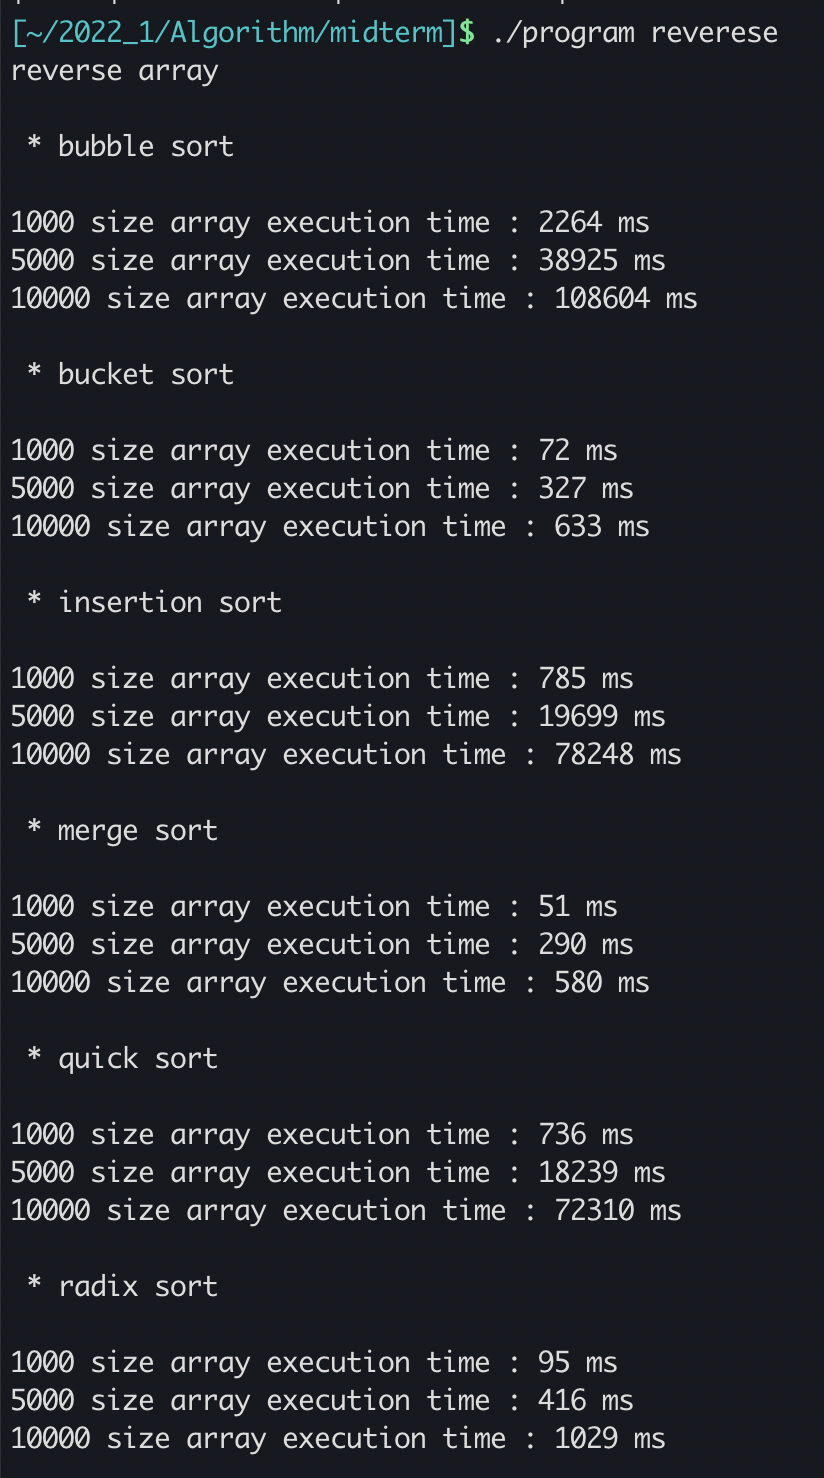 [~/2022_1/Algorithm/midterm]$ ./program reverese
reverse array
* bubble sort
1000 size array execution time : 2264 ms
5000 size array execution time : 38925 ms
10000 size array execution time : 108604 ms
* bucket sort
1000 size array execution time : 72 ms
5000 size array execution time : 327 ms
10000 size array execution time : 633 ms
* insertion sort
1000 size array execution time : 785 ms
5000 size array execution time : 19699 ms
10000 size array execution time : 78248 ms
* merge sort
1000 size array execution time : 51 ms
5000 size array execution time : 290 ms
10000 size array execution time : 580 ms
* quick sort
1000 size array execution time : 736 ms
5000 size array execution time : 18239 ms
10000 size array execution time : 72310 ms
* radix sort
1000 size array execution time : 95 ms
5000 size array execution time : 416 ms
10000 size array execution time : 1029 ms